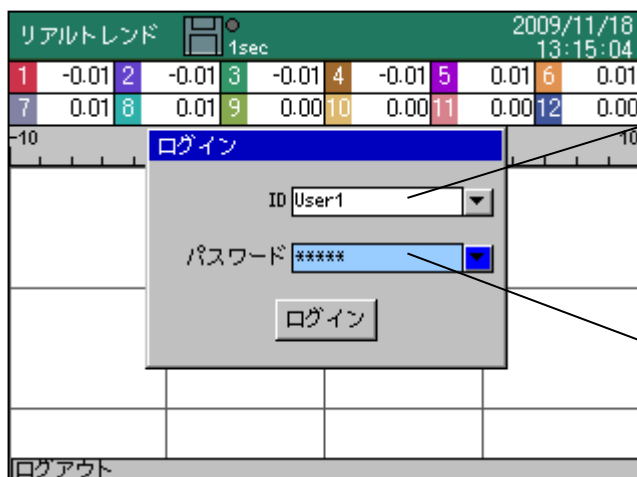 リアルトレンド 1sec 2009/11/18
13:15:04
1 -0.01 2 -0.01 3 -0.01 4 -0.01 5 0.01 6 0.01
7 0.01 8 0.01 9 0.00 10 0.00 11 0.00 12 0.00
-10 10
ログイン
ID User1
パスワード *****
ログイン
ログアウト